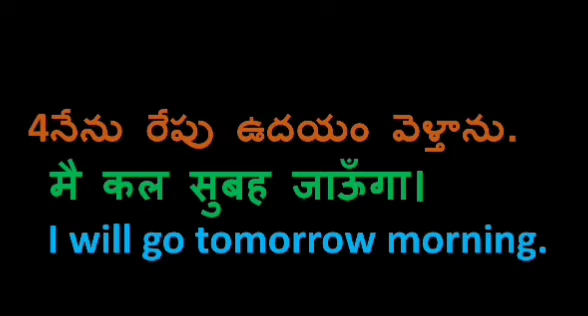 4నేను రేపు ఉదయం వెళ్తాను.
मै कल सुबह जाऊँगा।
I will go tomorrow morning.